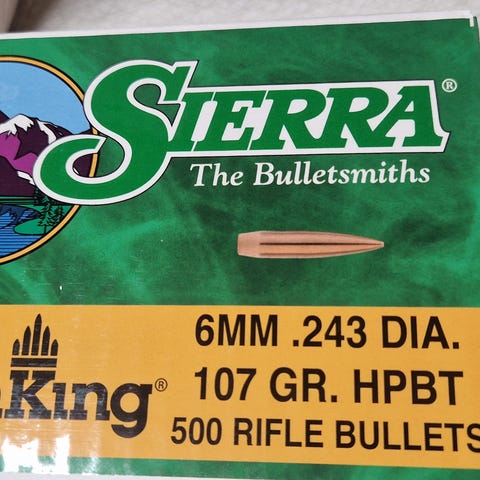 SIERRA®
The Bulletsmiths
6MM .243 DIA.
King® 107 GR. HPBT
500 RIFLE BULLETS